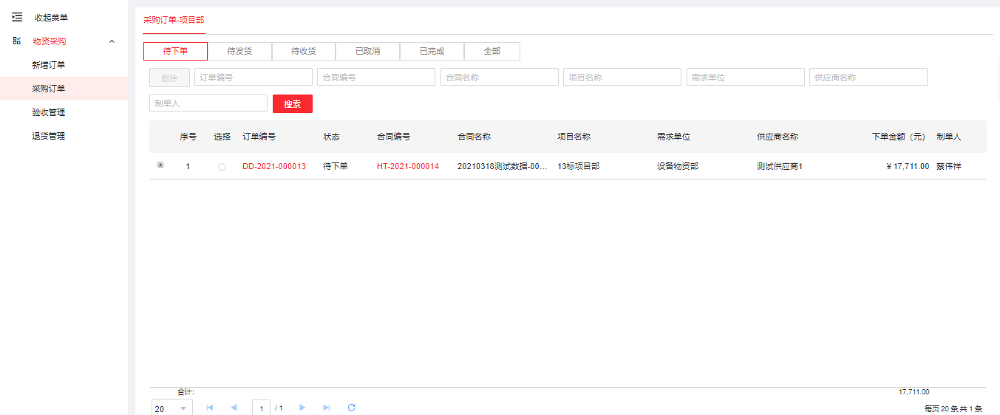 收起菜单
物资采购
新增订单
采购订单
验收管理
退货管理
采购订单-项目部
待下单 待发货 待收货 已取消 已完成 全部
删除 订单编号 合同编号 合同名称 项目名称 需求单位 供应商名称
制单人 搜索
序号 选择 订单编号 状态 合同编号 合同名称 项目名称 需求单位 供应商名称 下单金额（元） 制单人
1 DD-2021-000013 待下单 HT-2021-000014 20210318测试数据-00... 13标项目部 设备物资部 测试供应商1 ¥ 17,711.00 蔡伟祥
合计: 17,711.00
20 1 / 1 每页 20 条,共 1 条